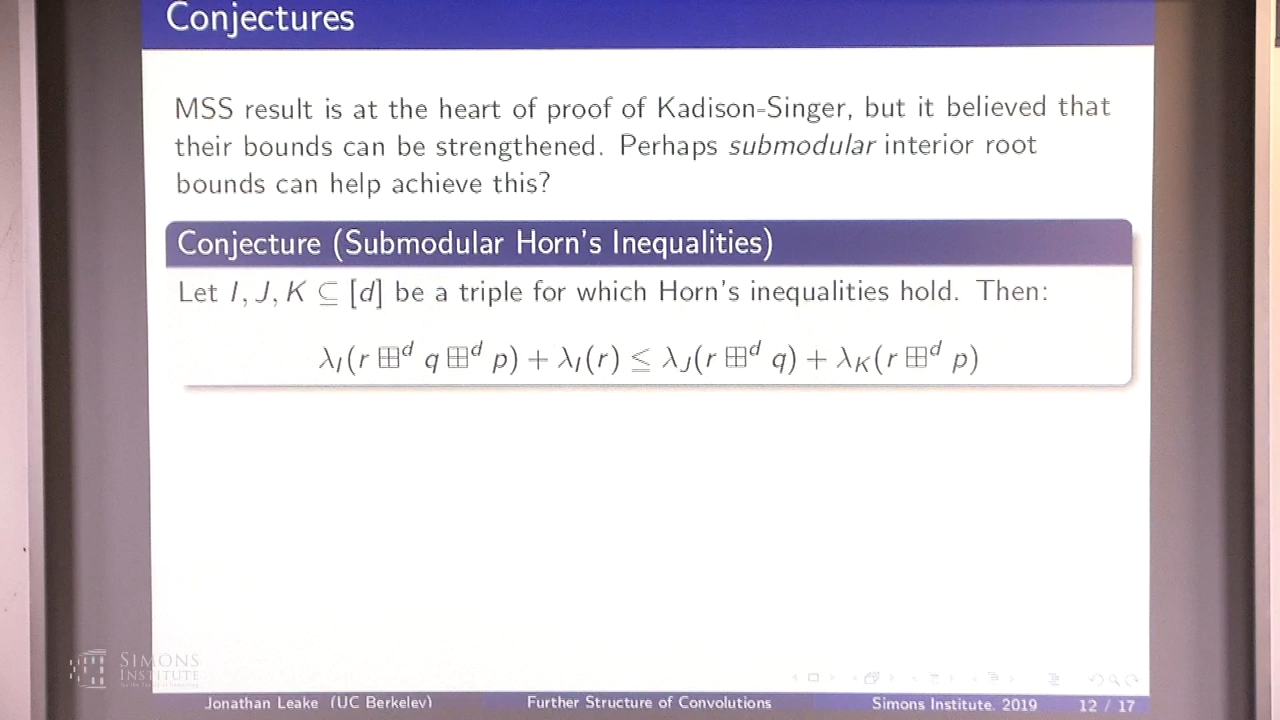 Conjectures
MSS result is at the heart of proof of Kadison-Singer, but it believed that
their bounds can be strengthened. Perhaps submodular interior root
bounds can help achieve this?
Conjecture (Submodular Horn's Inequalities)
Let I, J, K ⊆ [d] be a triple for which Horn's inequalities hold. Then:
λ_I(r ⊞^d q ⊞^d p) + λ_I(r) ≤ λ_J(r ⊞^d q) + λ_K(r ⊞^d p)
SIMONS
INSTITUTE
Jonathan Leake (UC Berkeley) Further Structure of Convolutions Simons Institute, 2019 12 / 17